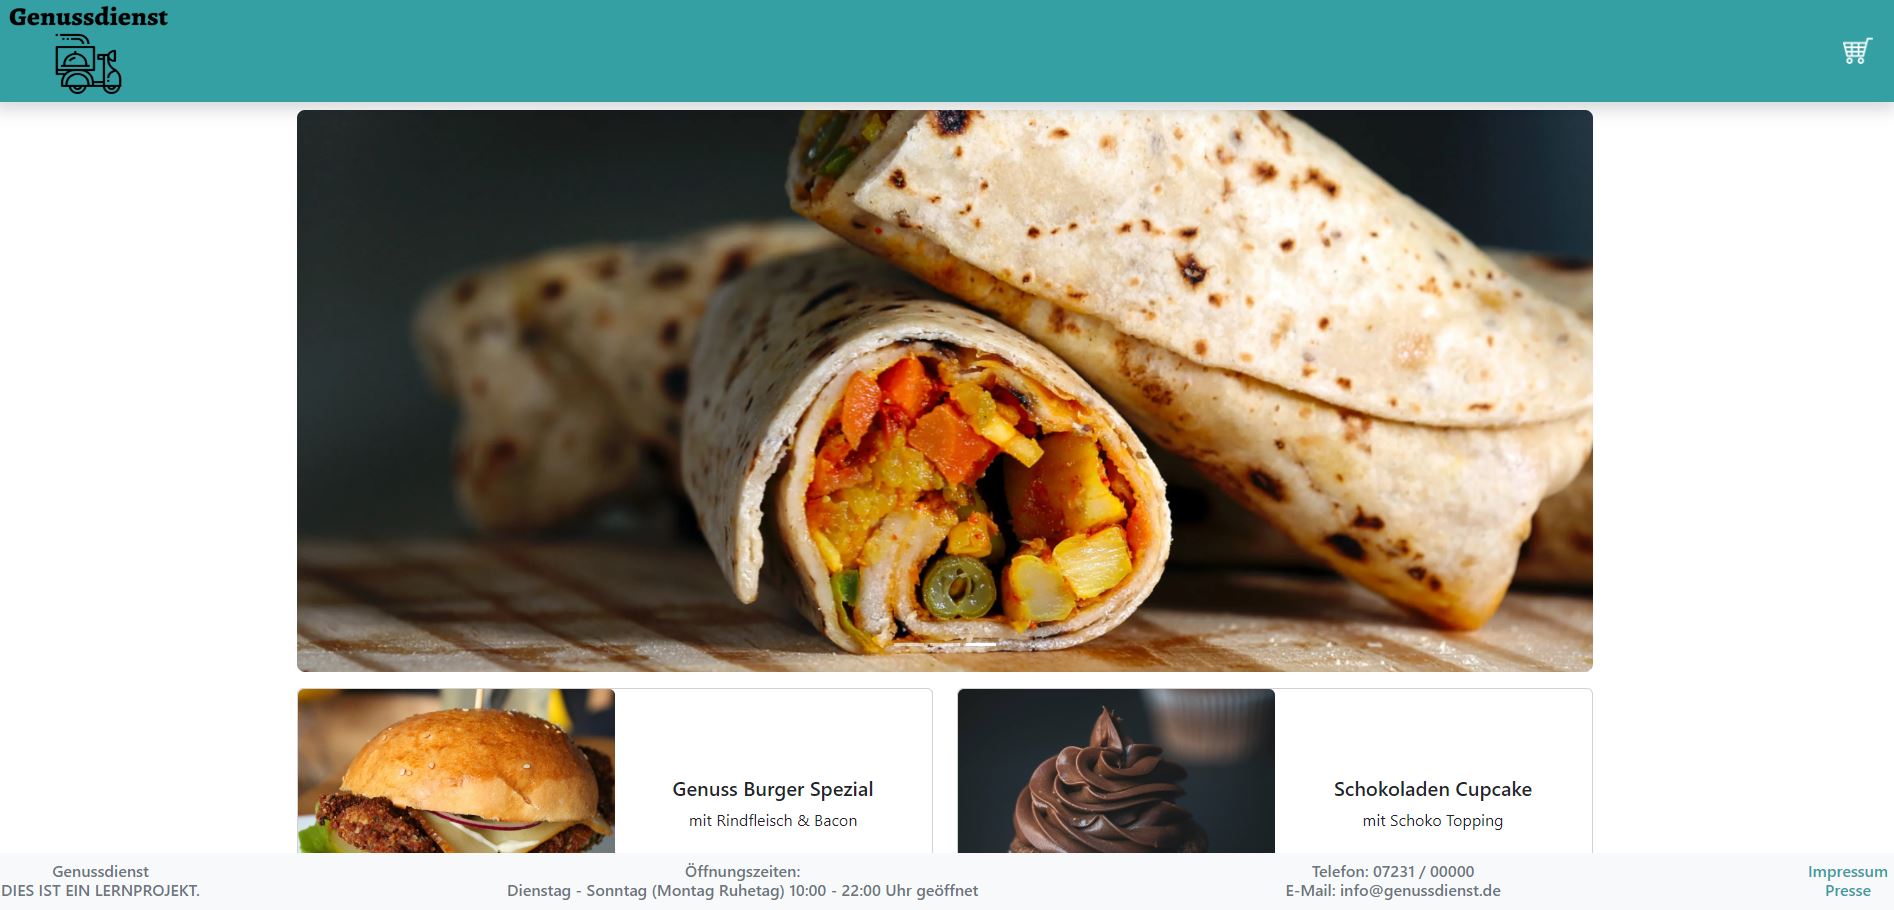 Genussdienst
Genuss Burger Spezial
mit Rindfleisch & Bacon
Schokoladen Cupcake
mit Schoko Topping
Genussdienst
DIES IST EIN LERNPROJEKT.
Öffnungszeiten:
Dienstag - Sonntag (Montag Ruhetag) 10:00 - 22:00 Uhr geöffnet
Telefon: 07231 / 00000
E-Mail: info@genussdienst.de
Impressum
Presse